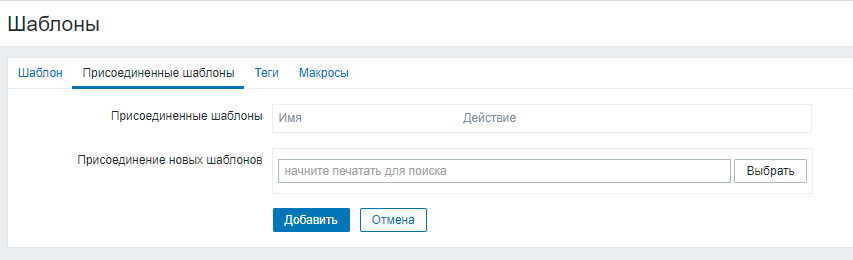 Шаблоны
Шаблон Присоединенные шаблоны Теги Макросы
Присоединенные шаблоны Имя Действие
Присоединение новых шаблонов начните печатать для поиска Выбрать
Добавить Отмена